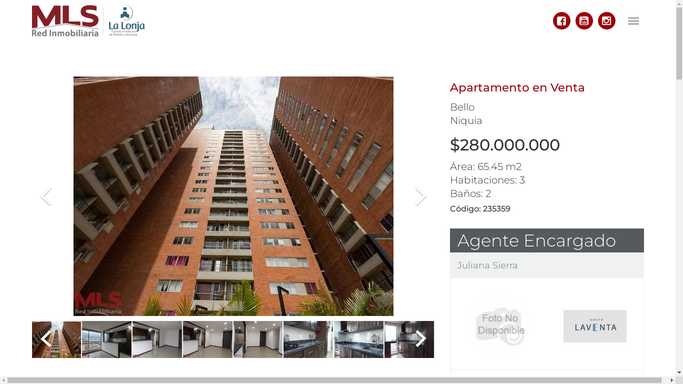 MLS
Red Inmobiliaria
La Lonja
Apartamento en Venta
Bello
Niquia
$280.000.000
Área: 65.45 m2
Habitaciones: 3
Baños: 2
Código: 235359
MLS
Red Inmobiliaria
Agente Encargado
Juliana Sierra
Foto No
Disponible
GRUPO
LAVENTA